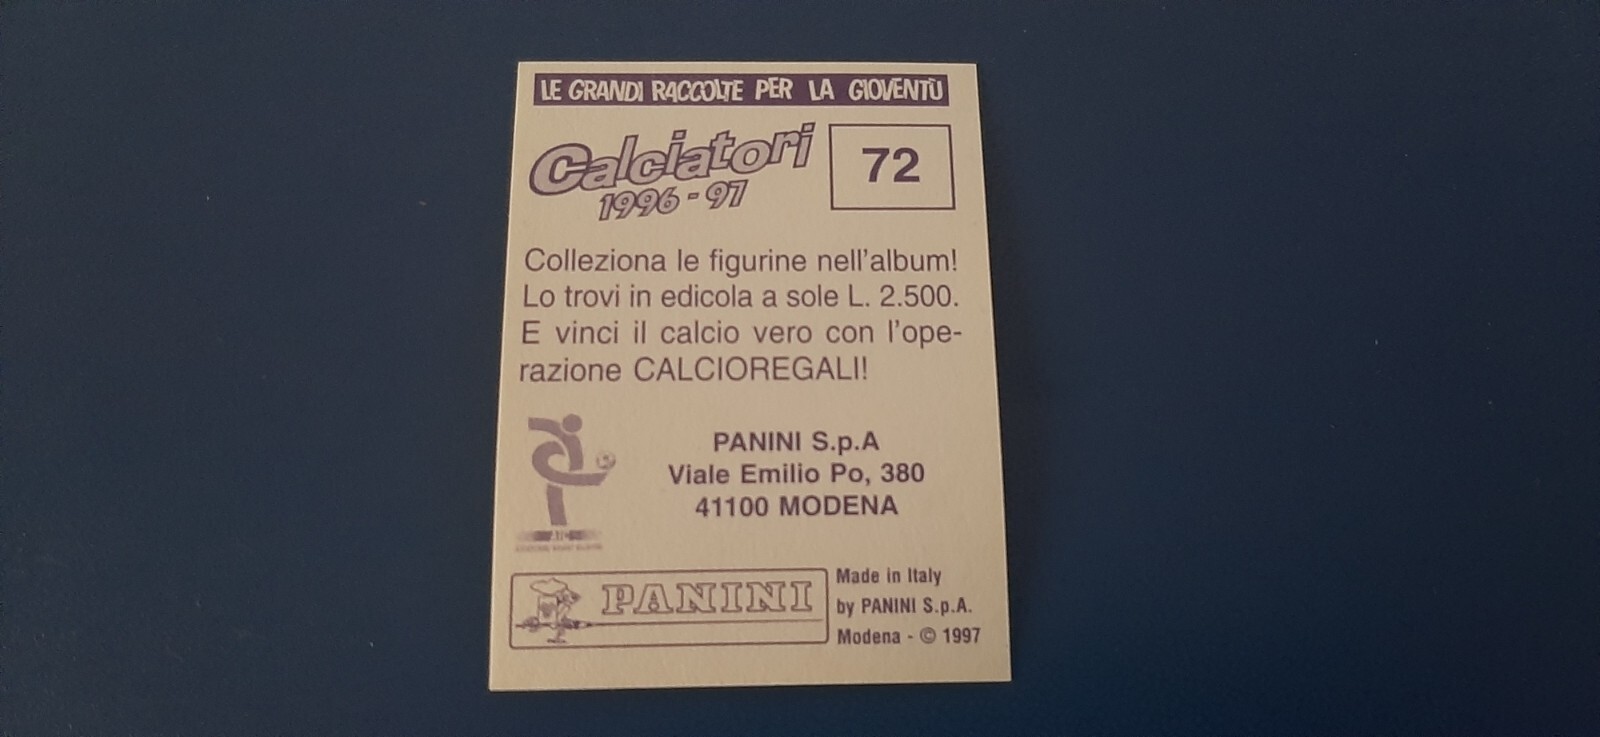 LE GRANDI RACCOLTE PER LA GIOVENTÙ
Calciatori
1996-97
72
Colleziona le figurine nell'album!
Lo trovi in edicola a sole L. 2.500.
E vinci il calcio vero con l'ope-
razione CALCIOREGALI!
PANINI S.p.A
Viale Emilio Po, 380
41100 MODENA
PANINI
Made in Italy
by PANINI S.p.A.
Modena - © 1997